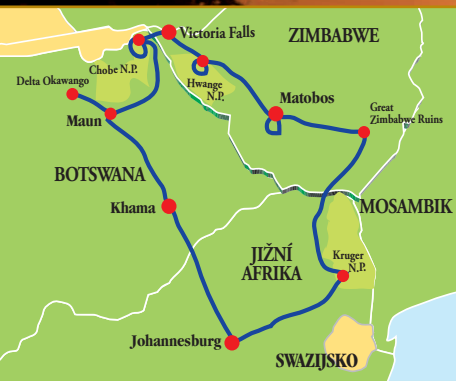 Victoria Falls
ZIMBABWE
Chobe N.P.
Delta Okawango
Hwange
N.P.
Matobos
Great
Zimbabwe Ruins
Maun
BOTSWANA
Khama
MOSAMBIK
JIŽNÍ
AFRIKA
Kruger
N.P.
Johannesburg
SWAZIJSKO